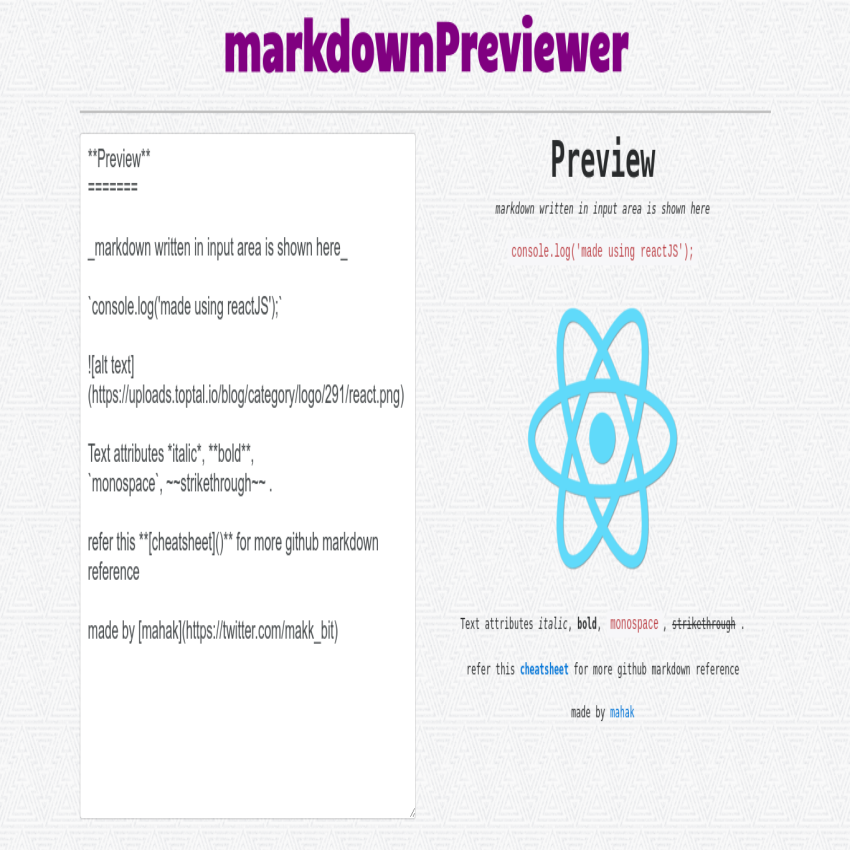 markdownPreviewer
**Preview**
=======
_markdown written in input area is shown here_
`console.log('made using reactJS');`
![alt text]
(https://uploads.toptal.io/blog/category/logo/291/react.png)
Text attributes *italic*, **bold**,
`monospace`, ~~strikethrough~~ .
refer this **[cheatsheet]()** for more github markdown
reference
made by [mahak](https://twitter.com/makk_bit)
Preview
markdown written in input area is shown here
console.log('made using reactJS');
Text attributes italic, bold, monospace , strikethrough .
refer this cheatsheet for more github markdown reference
made by mahak